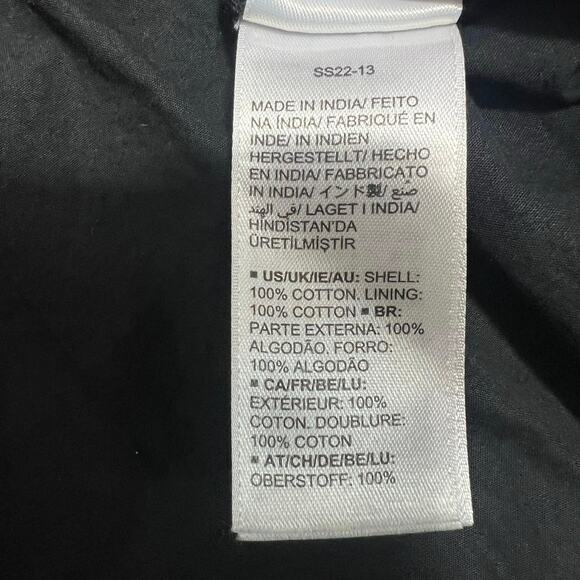 SS22-13
MADE IN INDIA/ FEITO
NA ÍNDIA/ FABRIQUÉ EN
INDE/ IN INDIEN
HERGESTELLT/ HECHO
EN INDIA/ FABBRICATO
IN INDIA/ インド製/ صنع
في الهند/ LAGET I INDIA/
HİNDİSTAN'DA
ÜRETİLMİŞTİR
▪ US/UK/IE/AU: SHELL:
100% COTTON. LINING:
100% COTTON ▪ BR:
PARTE EXTERNA: 100%
ALGODÃO. FORRO:
100% ALGODÃO
▪ CA/FR/BE/LU:
EXTÉRIEUR: 100%
COTON. DOUBLURE:
100% COTON
▪ AT/CH/DE/BE/LU:
OBERSTOFF: 100%